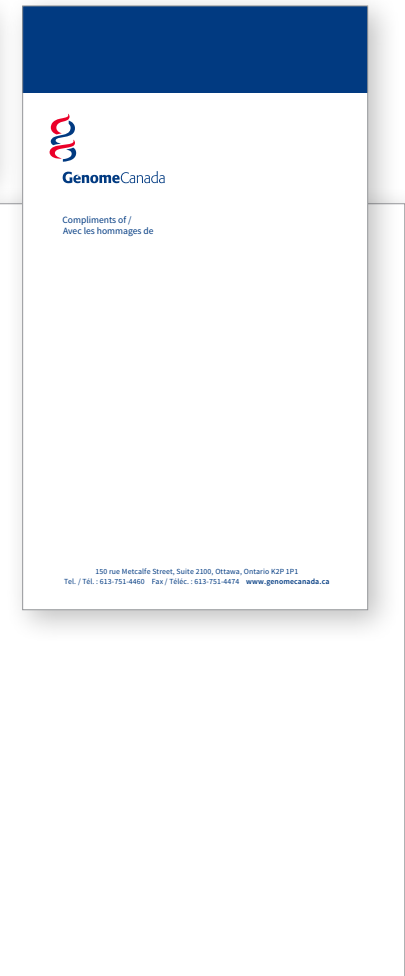 GenomeCanada
Compliments of /
Avec les hommages de
150 rue Metcalfe Street, Suite 2100, Ottawa, Ontario K2P 1P1
Tel. / Tél. : 613-751-4460 Fax / Téléc. : 613-751-4474 www.genomecanada.ca